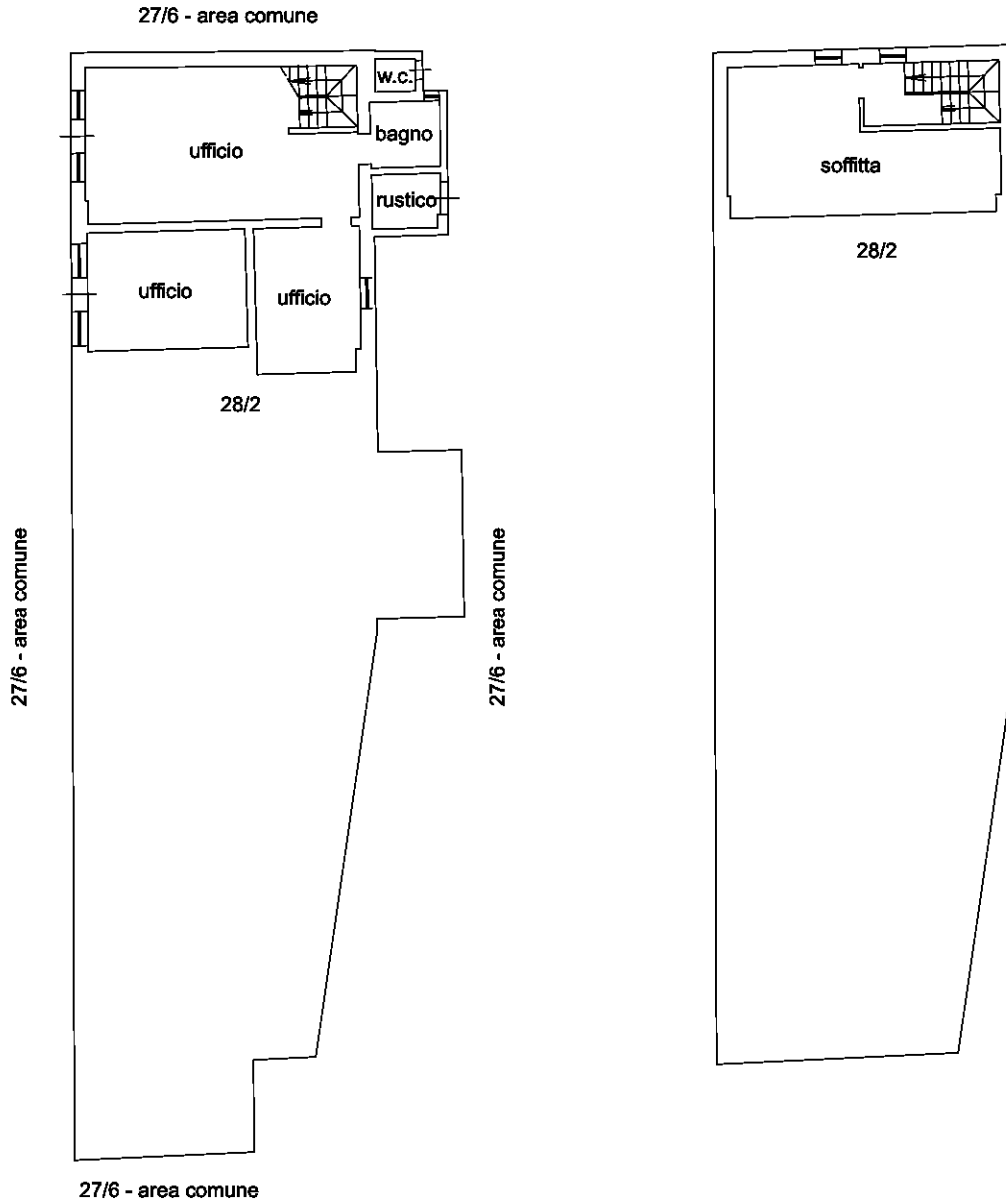 27/6 - area comune
w.c.
bagno
ufficio
rustico
ufficio
ufficio
28/2
27/6 - area comune
27/6 - area comune
27/6 - area comune
soffitta
28/2